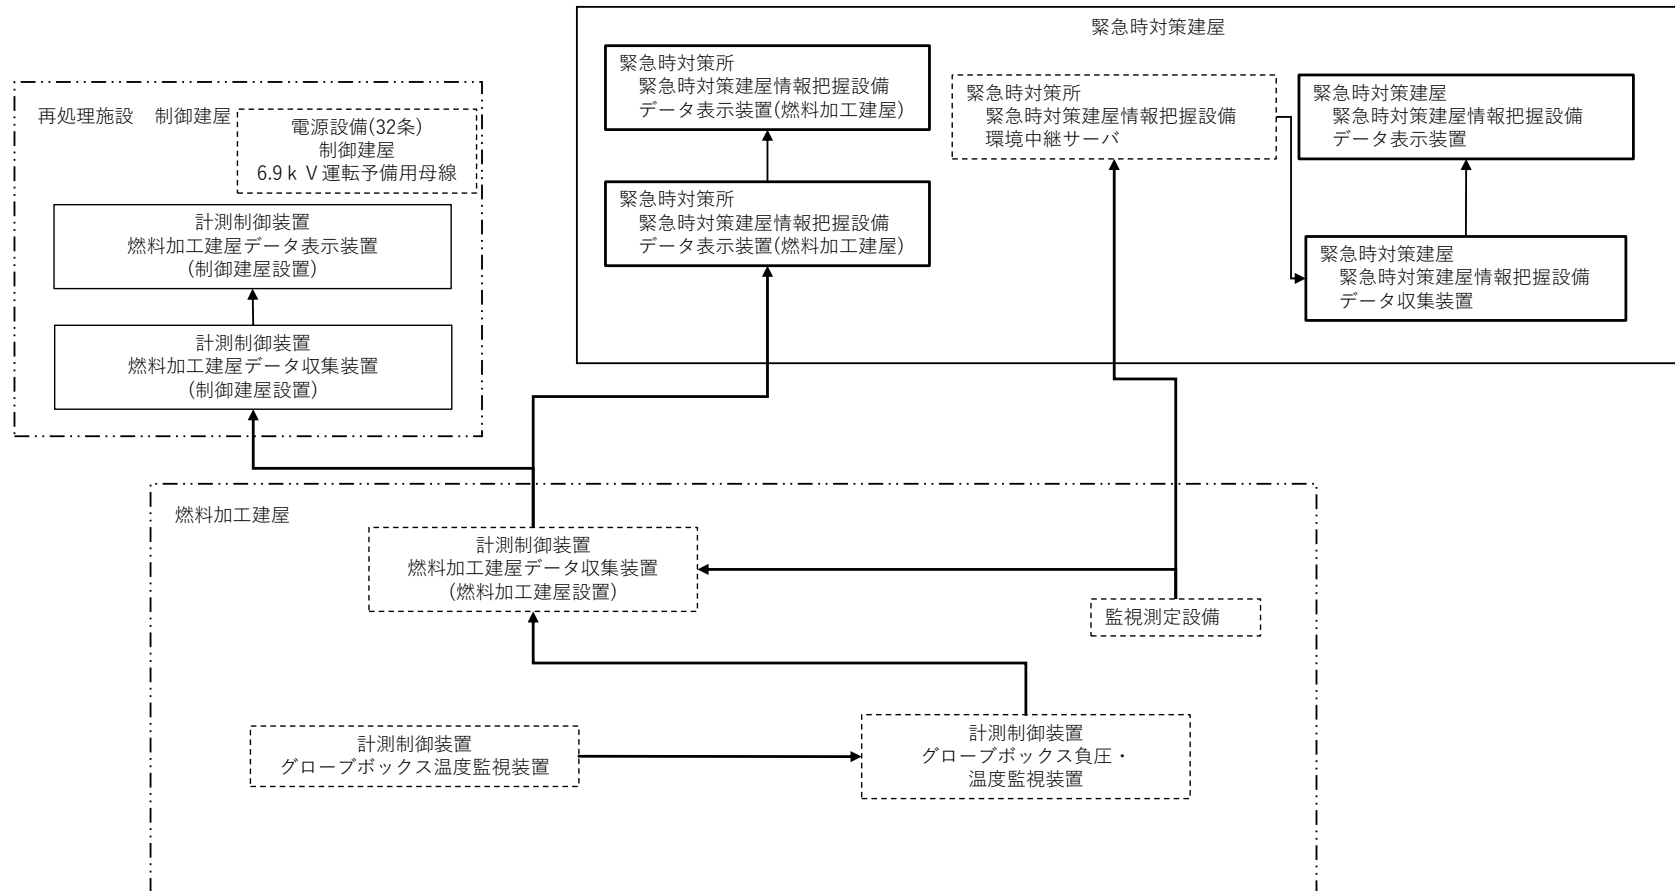 緊急時対策建屋
緊急時対策所
緊急時対策建屋情報把握設備
データ表示装置(燃料加工建屋)
緊急時対策所
緊急時対策建屋情報把握設備
環境中継サーバ
緊急時対策建屋
緊急時対策建屋情報把握設備
データ表示装置
緊急時対策所
緊急時対策建屋情報把握設備
データ表示装置(燃料加工建屋)
緊急時対策建屋
緊急時対策建屋情報把握設備
データ収集装置
再処理施設　制御建屋
電源設備(32条)
制御建屋
6.9ｋＶ運転予備用母線
計測制御装置
燃料加工建屋データ表示装置
(制御建屋設置)
計測制御装置
燃料加工建屋データ収集装置
(制御建屋設置)
燃料加工建屋
計測制御装置
燃料加工建屋データ収集装置
(燃料加工建屋設置)
監視測定設備
計測制御装置
グローブボックス温度監視装置
計測制御装置
グローブボックス負圧・
温度監視装置